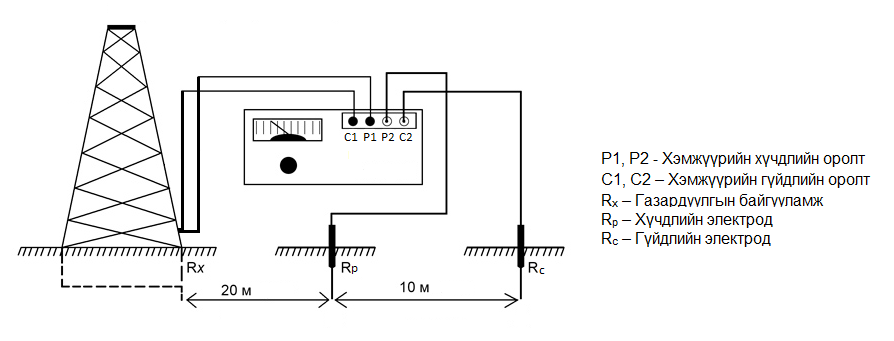 C1 P1 P2 C2
P1, P2 - Хэмжүүрийн хүчдлийн оролт
C1, C2 – Хэмжүүрийн гүйдлийн оролт
Rx – Газардуулгын байгууламж
Rp – Хүчдлийн электрод
Rc – Гүйдлийн электрод
Rx
Rp
Rc
20 м
10 м